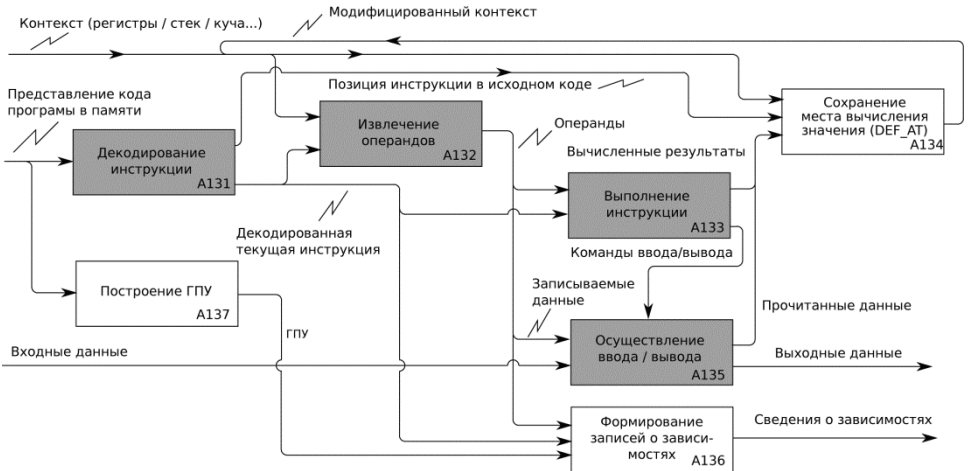 Модифицированный контекст
Контекст (регистры / стек / куча...)
Позиция инструкции в исходном коде
Представление кода
програмы в памяти
Сохранение
места вычисления
значения (DEF_AT)
A134
Извлечение
операндов
A132
Операнды
Декодирование
инструкции
A131
Вычисленные результаты
Выполнение
инструкции
A133
Декодированная
текущая инструкция
Команды ввода/вывода
Построение ГПУ
A137
Записываемые
данные
Прочитанные данные
ГПУ
Осуществление
ввода / вывода
A135
Входные данные
Выходные данные
Формирование
записей о зависи-
мостях
A136
Сведения о зависимостях